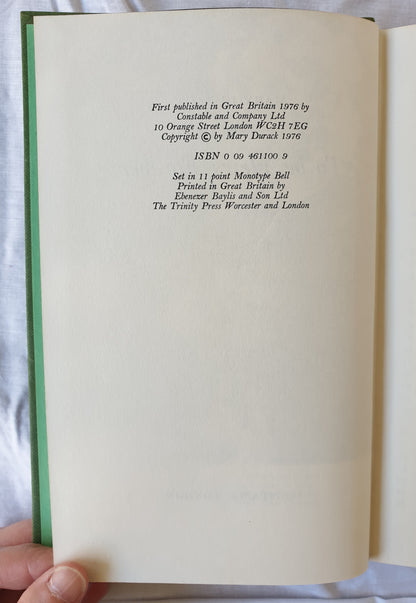 First published in Great Britain 1976 by
Constable and Company Ltd
10 Orange Street London WC2H 7EG
Copyright © by Mary Durack 1976
ISBN 0 09 461100 9
Set in 11 point Monotype Bell
Printed in Great Britain by
Ebenezer Baylis and Son Ltd
The Trinity Press Worcester and London